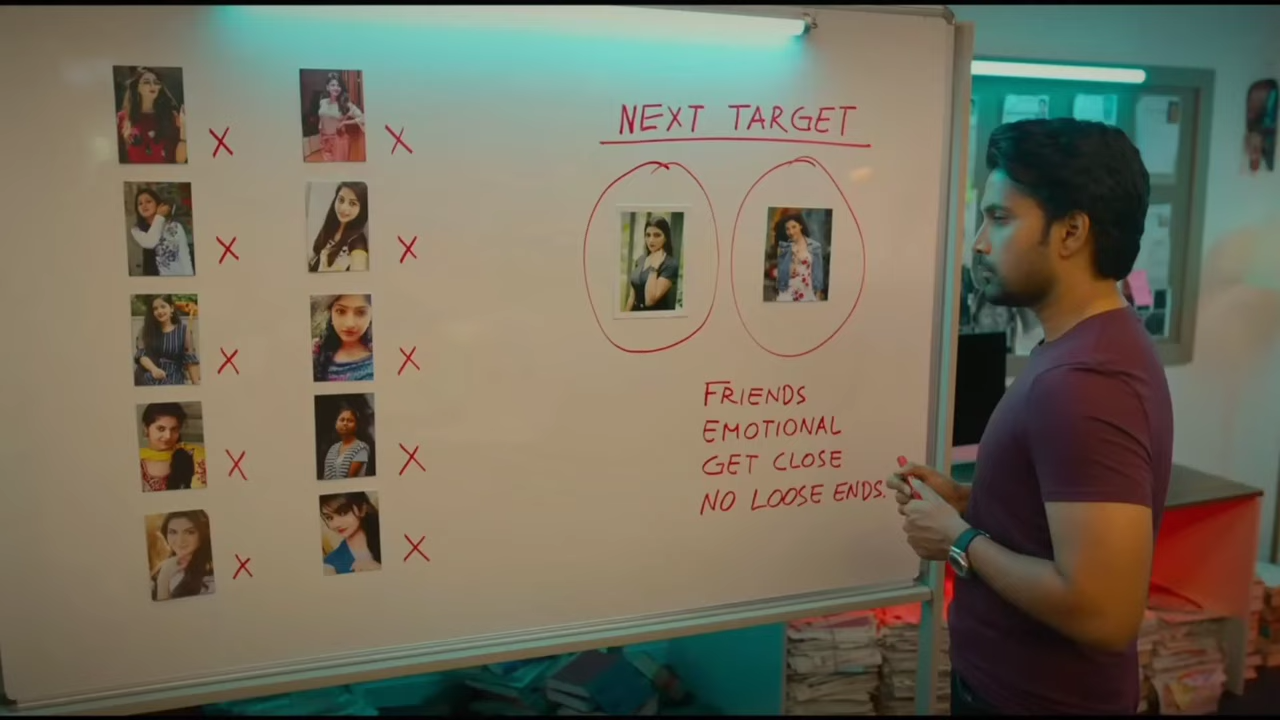 NEXT TARGET
X X
X X
X X
X X
X X
FRIENDS
EMOTIONAL
GET CLOSE
NO LOOSE ENDS.